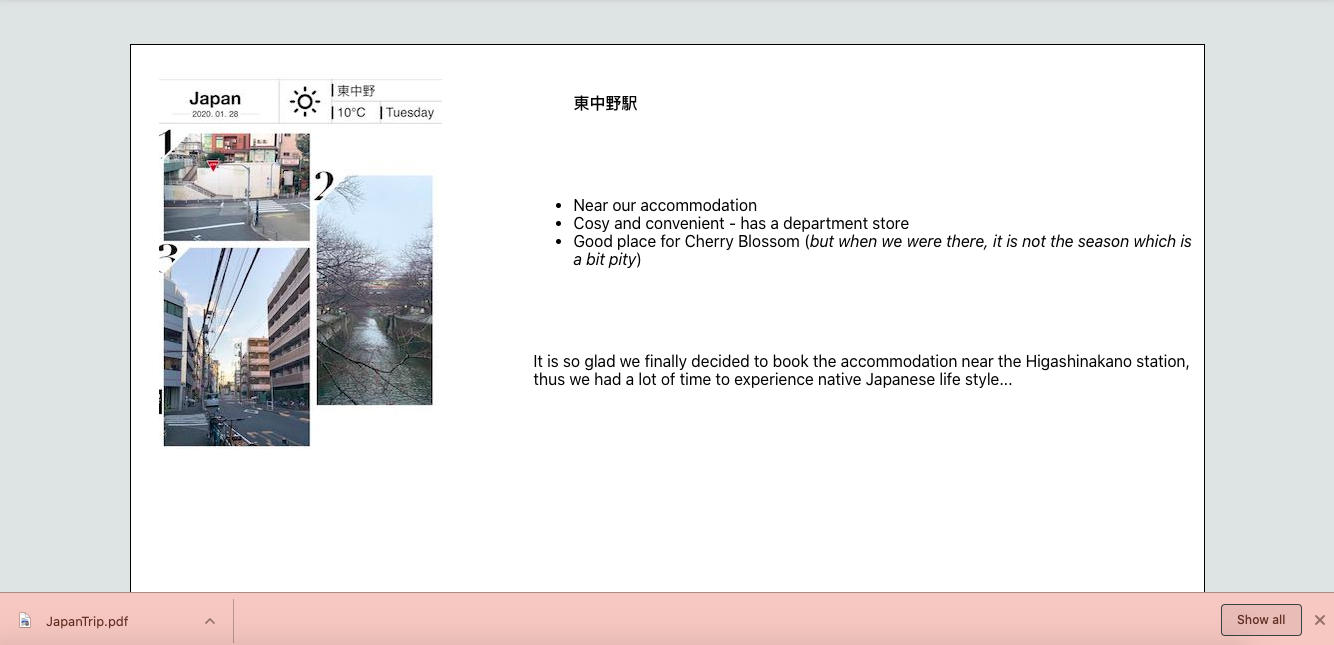 Japan
2020. 01. 28
東中野
10°C
Tuesday
1
2
3
東中野駅
• Near our accommodation
• Cosy and convenient - has a department store
• Good place for Cherry Blossom (but when we were there, it is not the season which is
a bit pity)
It is so glad we finally decided to book the accommodation near the Higashinakano station,
thus we had a lot of time to experience native Japanese life style...
JapanTrip.pdf
Show all